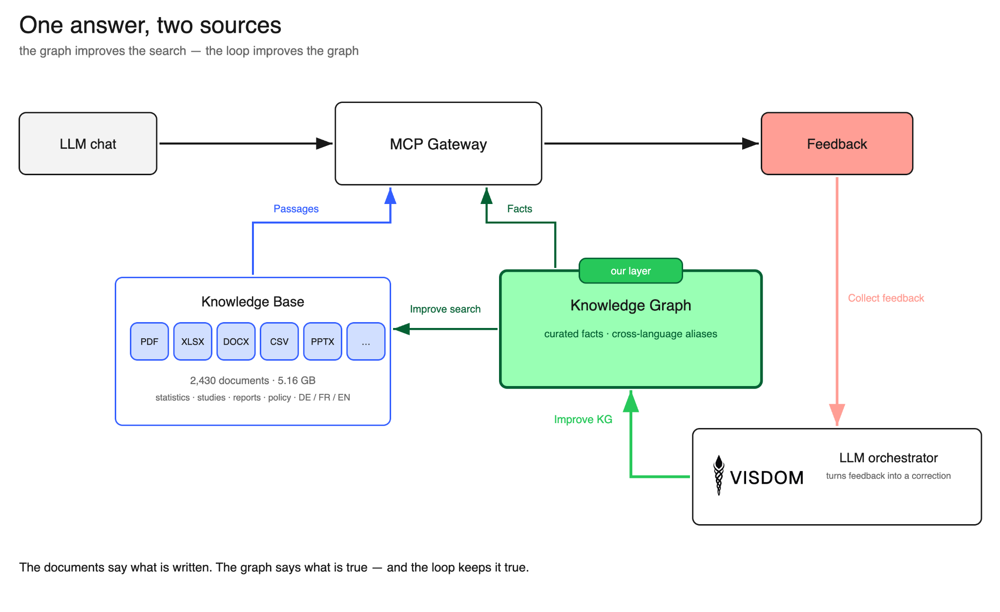 One answer, two sources
the graph improves the search — the loop improves the graph
LLM chat
MCP Gateway
Feedback
Passages
Facts
our layer
Knowledge Base
Knowledge Graph
Improve search
Collect feedback
PDF
XLSX
DOCX
CSV
PPTX
...
curated facts · cross-language aliases
2,430 documents · 5.16 GB
statistics · studies · reports · policy · DE / FR / EN
Improve KG
VISDOM
LLM orchestrator
turns feedback into a correction
The documents say what is written. The graph says what is true — and the loop keeps it true.